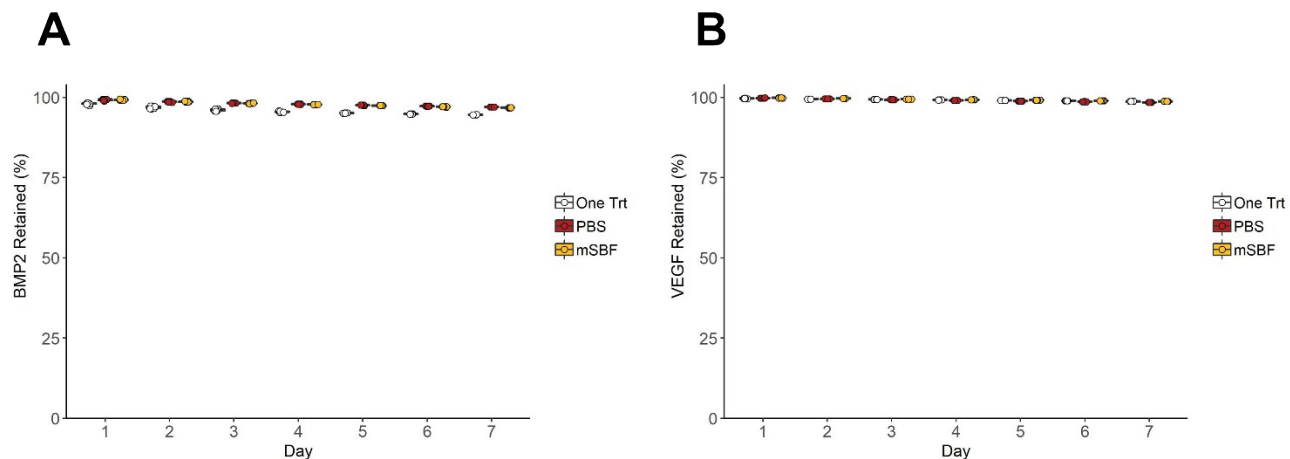 A
BMP2 Retained (%)
100
75
50
25
0
1 2 3 4 5 6 7
Day
One Trt
PBS
mSBF
B
VEGF Retained (%)
100
75
50
25
0
1 2 3 4 5 6 7
Day
One Trt
PBS
mSBF